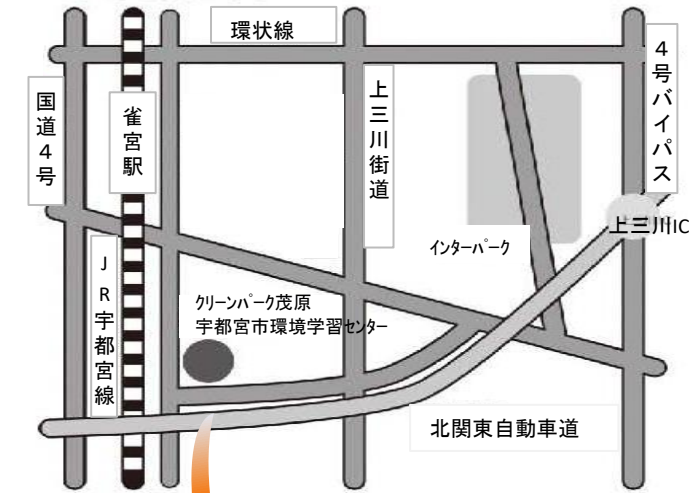 環状線
国道4号
雀宮駅
上三川街道
4号バイパス
上三川IC
インターパーク
JR宇都宮線
クリーンパーク茂原
宇都宮市環境学習センター
北関東自動車道